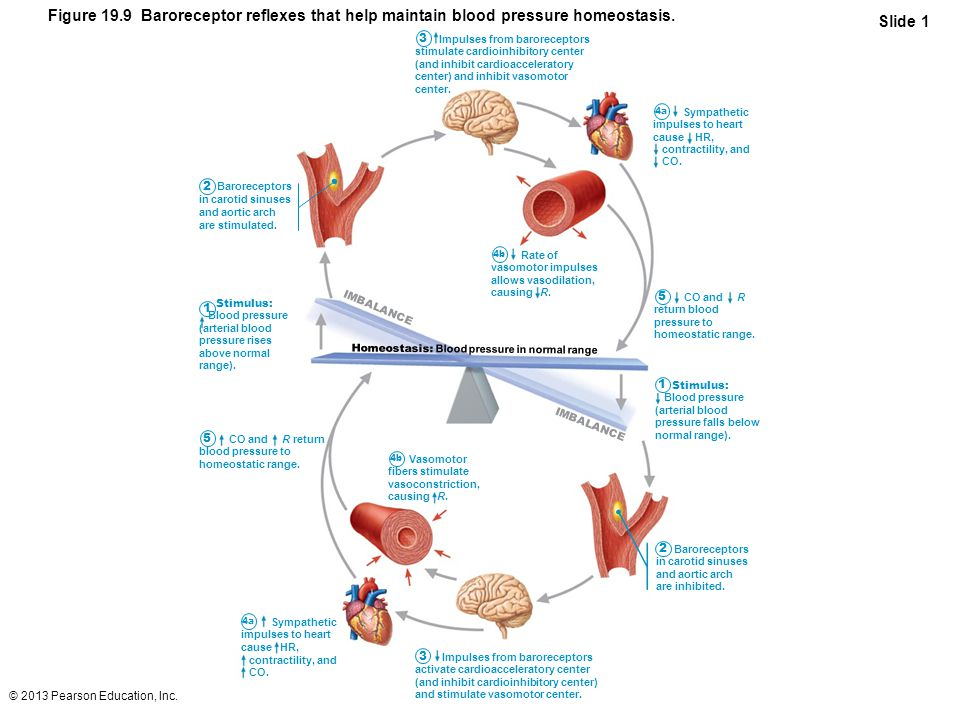 Figure 19.9 Baroreceptor reflexes that help maintain blood pressure homeostasis.
Slide 1
3 ↑ Impulses from baroreceptors
stimulate cardioinhibitory center
(and inhibit cardioacceleratory
center) and inhibit vasomotor
center.
4a ↓ Sympathetic
impulses to heart
cause ↓ HR,
↓ contractility, and
↓ CO.
2 Baroreceptors
in carotid sinuses
and aortic arch
are stimulated.
4b ↓ Rate of
vasomotor impulses
allows vasodilation,
causing ↓ R.
5 ↓ CO and ↓ R
return blood
pressure to
homeostatic range.
1 Stimulus:
↑ Blood pressure
(arterial blood
pressure rises
above normal
range).
IMBALANCE
Homeostasis: Blood pressure in normal range
IMBALANCE
1 Stimulus:
↓ Blood pressure
(arterial blood
pressure falls below
normal range).
5 ↑ CO and ↑ R return
blood pressure to
homeostatic range.
4b Vasomotor
fibers stimulate
vasoconstriction,
causing ↑ R.
2 Baroreceptors
in carotid sinuses
and aortic arch
are inhibited.
4a ↑ Sympathetic
impulses to heart
cause ↑ HR,
↑ contractility, and
↑ CO.
3 ↓ Impulses from baroreceptors
activate cardioacceleratory center
(and inhibit cardioinhibitory center)
and stimulate vasomotor center.
© 2013 Pearson Education, Inc.